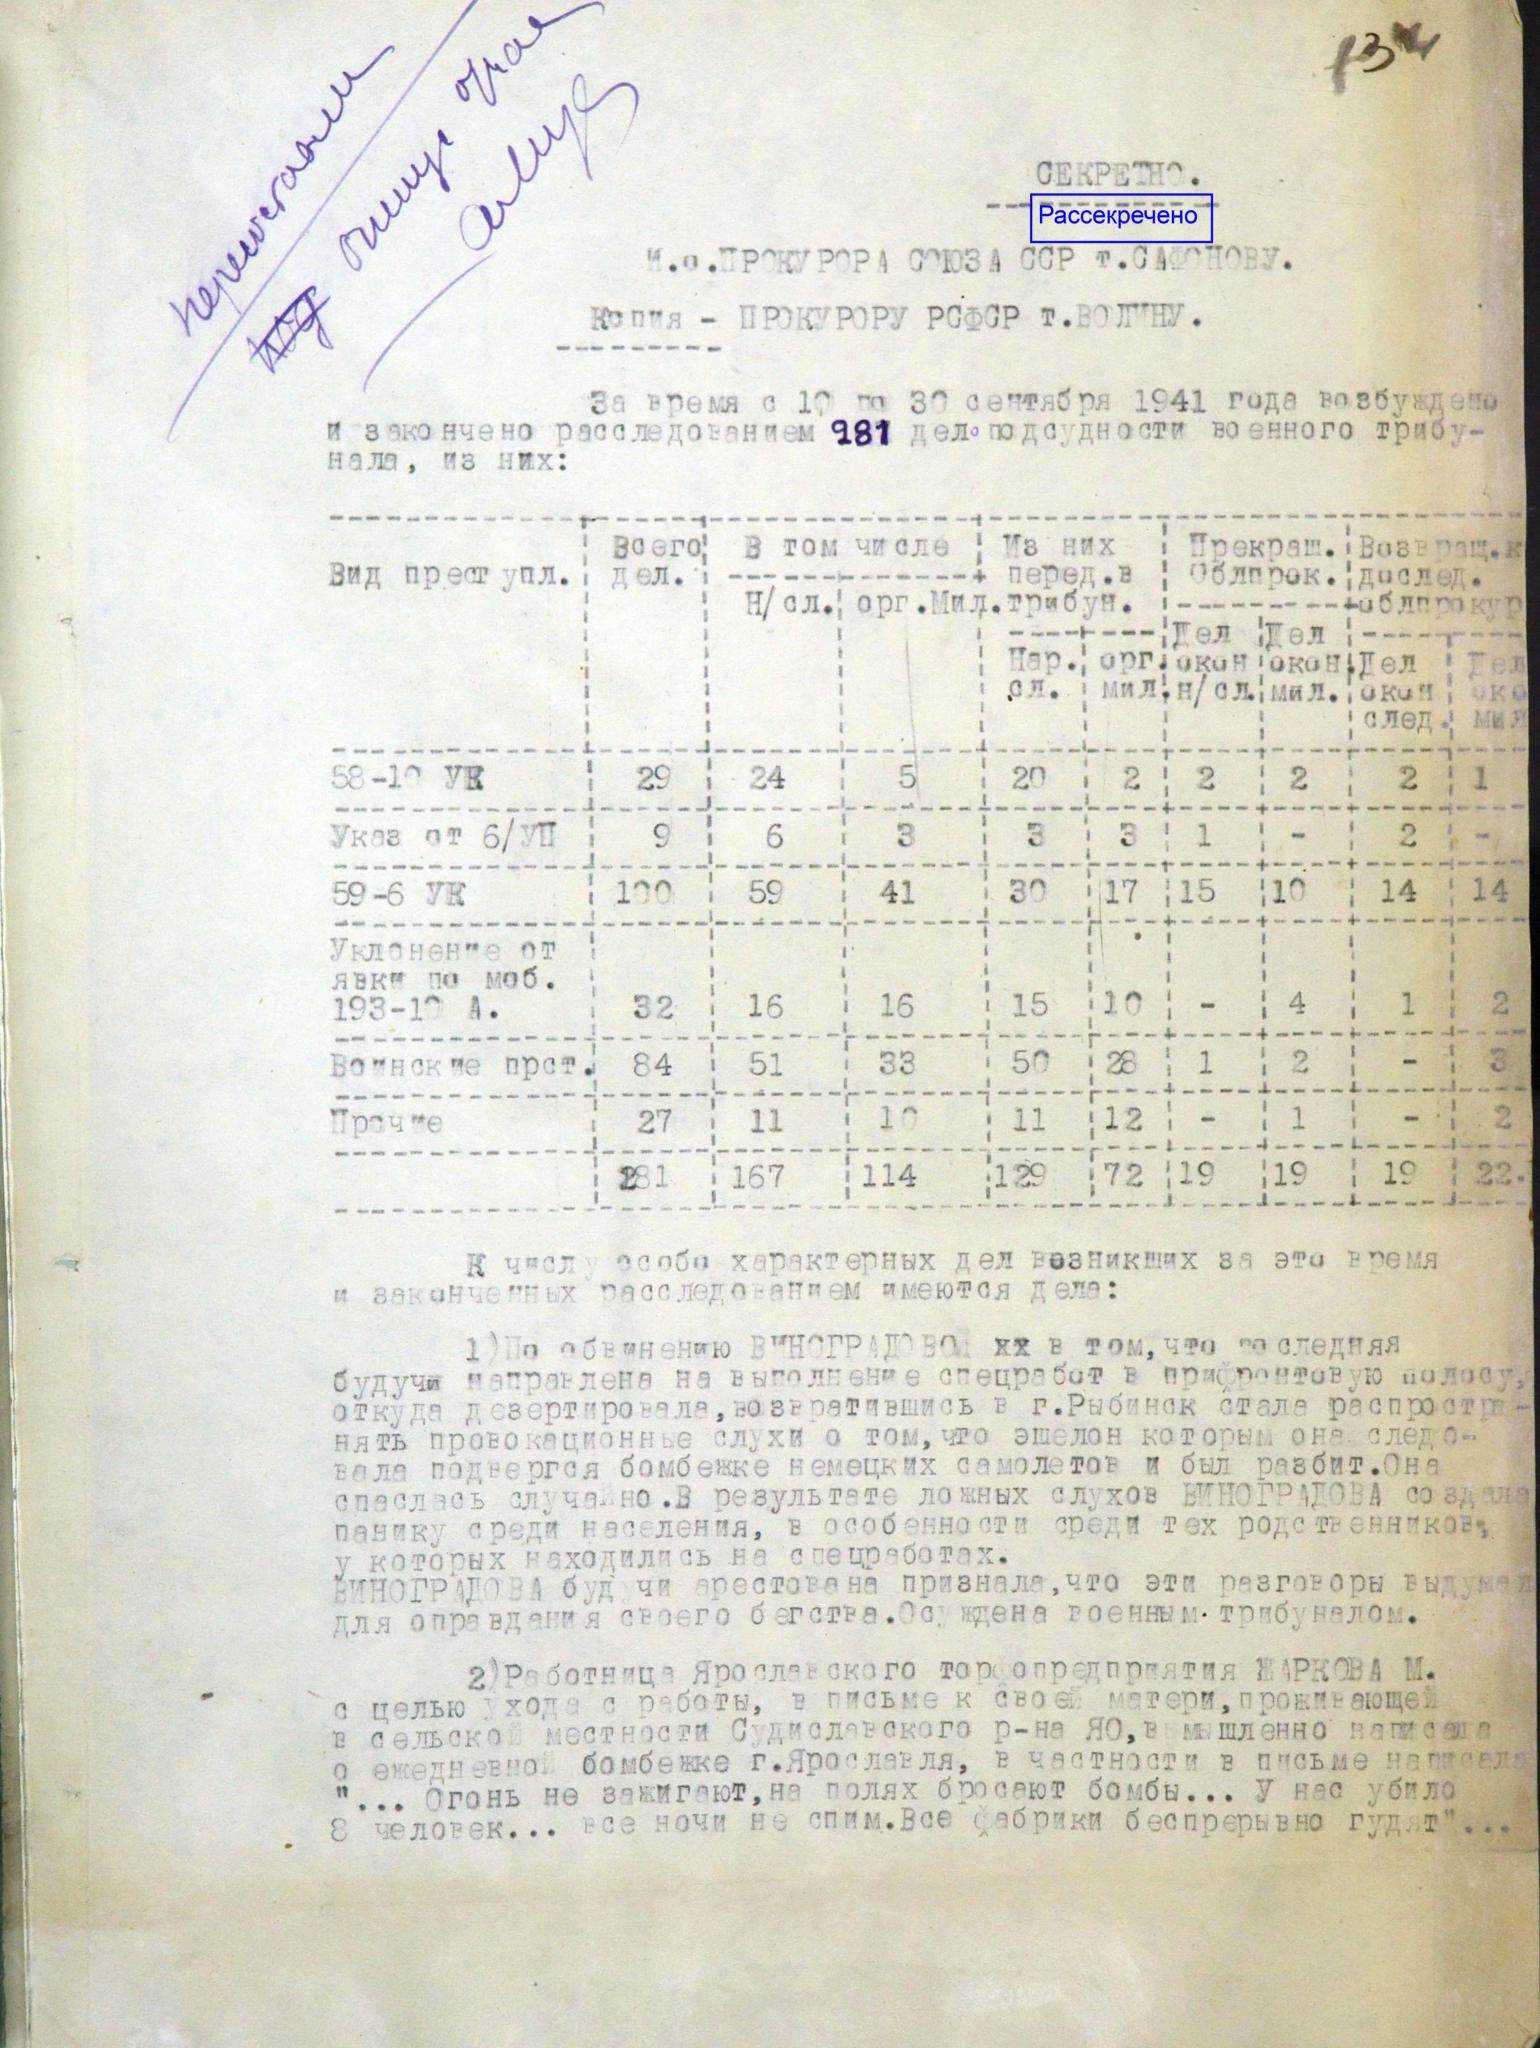 134
СЕКРЕТНО.
Рассекречено
И.о.ПРОКУРОРА СОЮЗА ССР т.САФОНОВУ.
Копия - ПРОКУРОРУ РСФСР т.ВОЛИНУ.
За время с 10 по 30 сентября 1941 года возбуждено
и закончено расследованием 281 дел подсудности военного трибу-
нала, из них:
Вид преступл. Всего дел. В том числе Из них перед.в трибун. Прекраш. Облпрок. Возвращ.к дослед. облпрокур
Н/сл. орг.Мил. Нар. сл. орг. мил. Дел окон н/сл. Дел окон. мил. Дел окон след. Дел око мил
58-10 УК 29 24 5 20 2 2 2 2 1
Указ от 6/УП 9 6 3 3 3 1 - 2 -
59-6 УК 100 59 41 30 17 15 10 14 14
Уклонение от
явки по моб.
193-10 А. 32 16 16 15 10 - 4 1 2
Воинские прст. 84 51 33 50 28 1 2 - 3
Прочие 27 11 10 11 12 - 1 - 2
281 167 114 129 72 19 19 19 22.
К числу особо характерных дел возникших за это время
и законченных расследованием имеются дела:
1)По обвинению ВИНОГРАДОВОЙ хх в том,что последняя
будучи направлена на выполнение спецработ в прифронтовую полосу,
откуда дезертировала,возвратившись в г.Рыбинск стала распростра-
нять провокационные слухи о том,что эшелон которым она следо-
вала подвергся бомбежке немецких самолетов и был разбит.Она
спаслась случайно.В результате ложных слухов ВИНОГРАДОВА создала
панику среди населения, в особенности среди тех родственников,
у которых находились на спецработах.
ВИНОГРАДОВА будучи арестована признала,что эти разговоры выдумал
для оправдания своего бегства.Осуждена военным трибуналом.
2)Работница Ярославского торфопредприятия ЖАРКОВА М.
с целью ухода с работы, в письме к своей матери,проживающей
в сельской местности Судиславского р-на ЯО,вымышленно написала
о ежедневной бомбежке г.Ярославля, в частности в письме написала
"... Огонь не зажигают,на полях бросают бомбы... У нас убило
8 человек... все ночи не спим.Все фабрики беспрерывно гудят"...